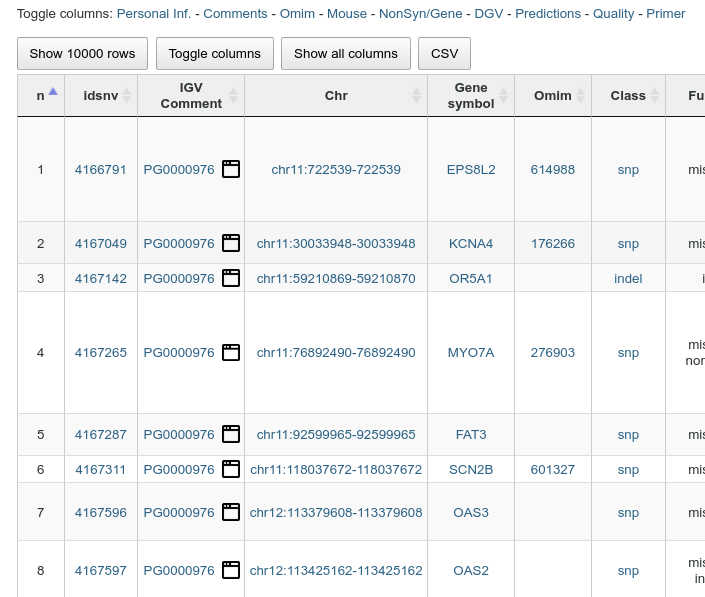 Toggle columns: Personal Inf. - Comments - Omim - Mouse - NonSyn/Gene - DGV - Predictions - Quality - Primer
Show 10000 rows Toggle columns Show all columns CSV
n idsnv IGV Comment Chr Gene symbol Omim Class Fu
1 4166791 PG0000976 chr11:722539-722539 EPS8L2 614988 snp mis
2 4167049 PG0000976 chr11:30033948-30033948 KCNA4 176266 snp mis
3 4167142 PG0000976 chr11:59210869-59210870 OR5A1 indel i
4 4167265 PG0000976 chr11:76892490-76892490 MYO7A 276903 snp mis
non
5 4167287 PG0000976 chr11:92599965-92599965 FAT3 snp mis
6 4167311 PG0000976 chr11:118037672-118037672 SCN2B 601327 snp mis
7 4167596 PG0000976 chr12:113379608-113379608 OAS3 snp mis
8 4167597 PG0000976 chr12:113425162-113425162 OAS2 snp mis
in